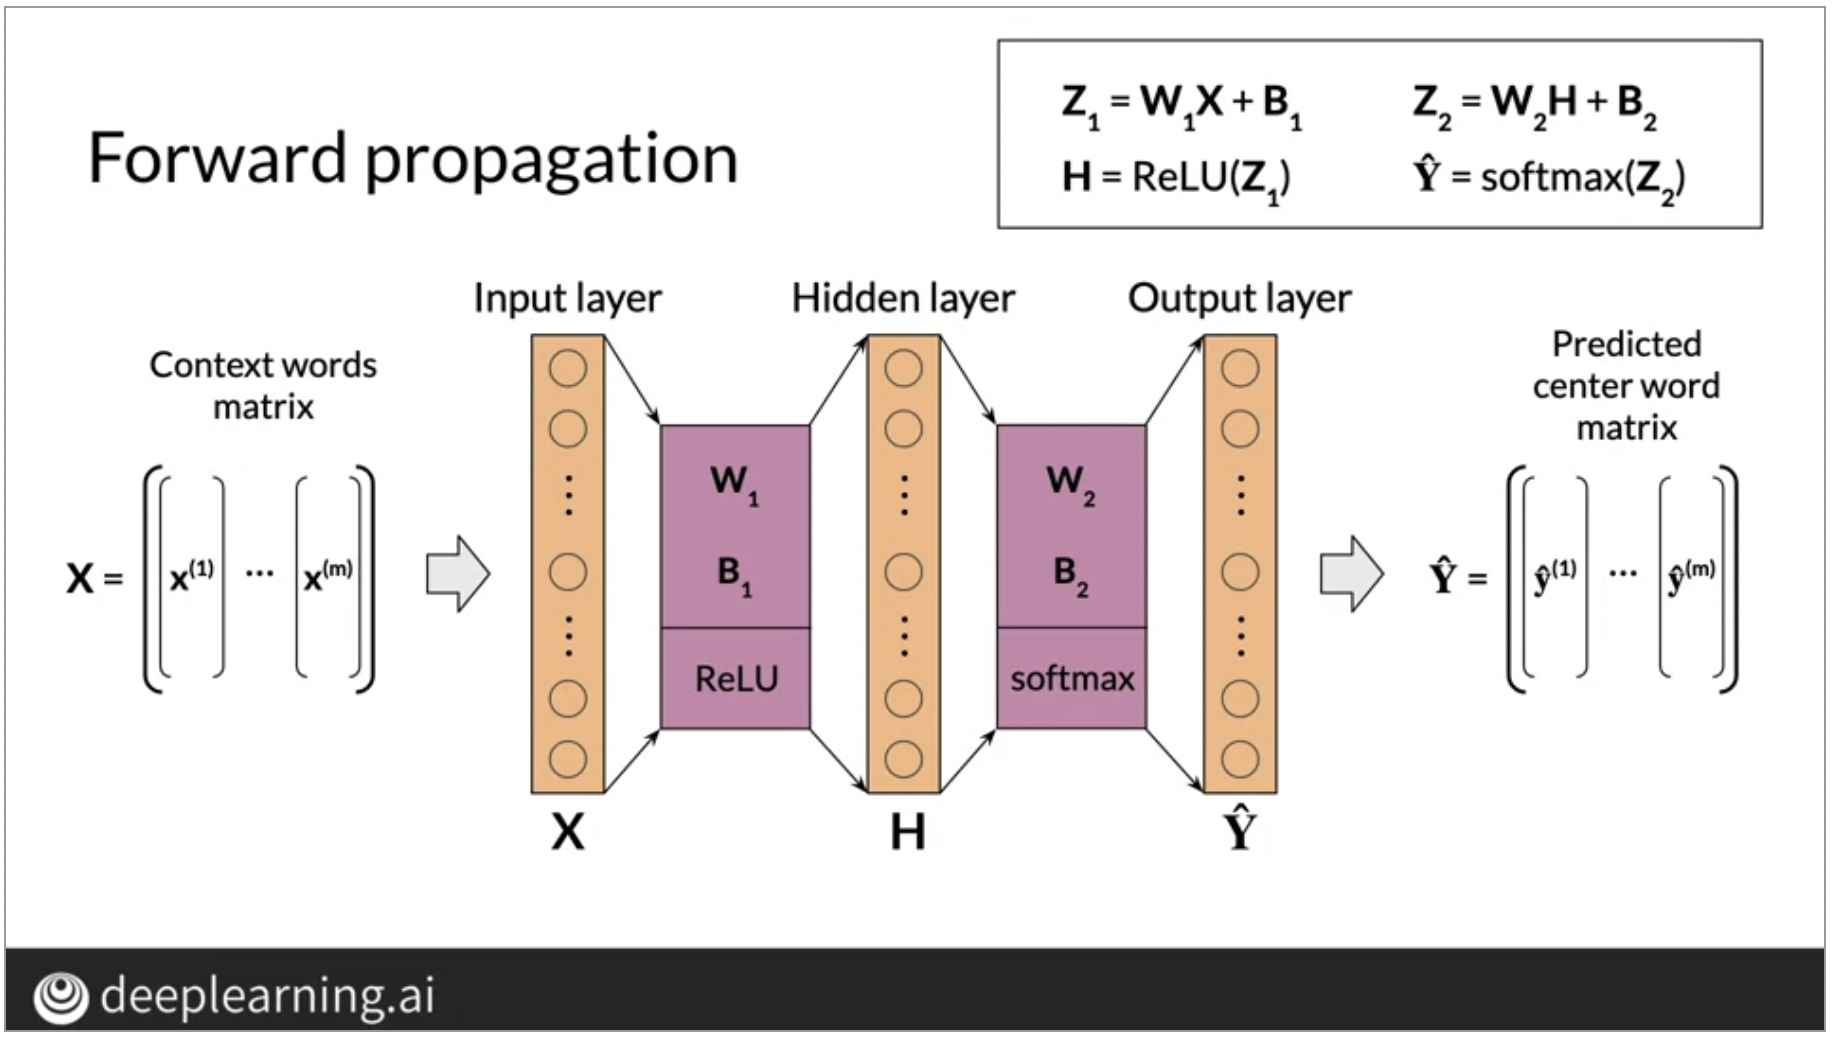 Forward propagation
Z₁ = W₁X + B₁
Z₂ = W₂H + B₂
H = ReLU(Z₁)
Ŷ = softmax(Z₂)
Input layer
Hidden layer
Output layer
Context words
matrix
Predicted
center word
matrix
X = x⁽¹⁾ ... x⁽ᵐ⁾
W₁
B₁
ReLU
W₂
B₂
softmax
Ŷ = ŷ⁽¹⁾ ... ŷ⁽ᵐ⁾
X
H
Ŷ
deeplearning.ai